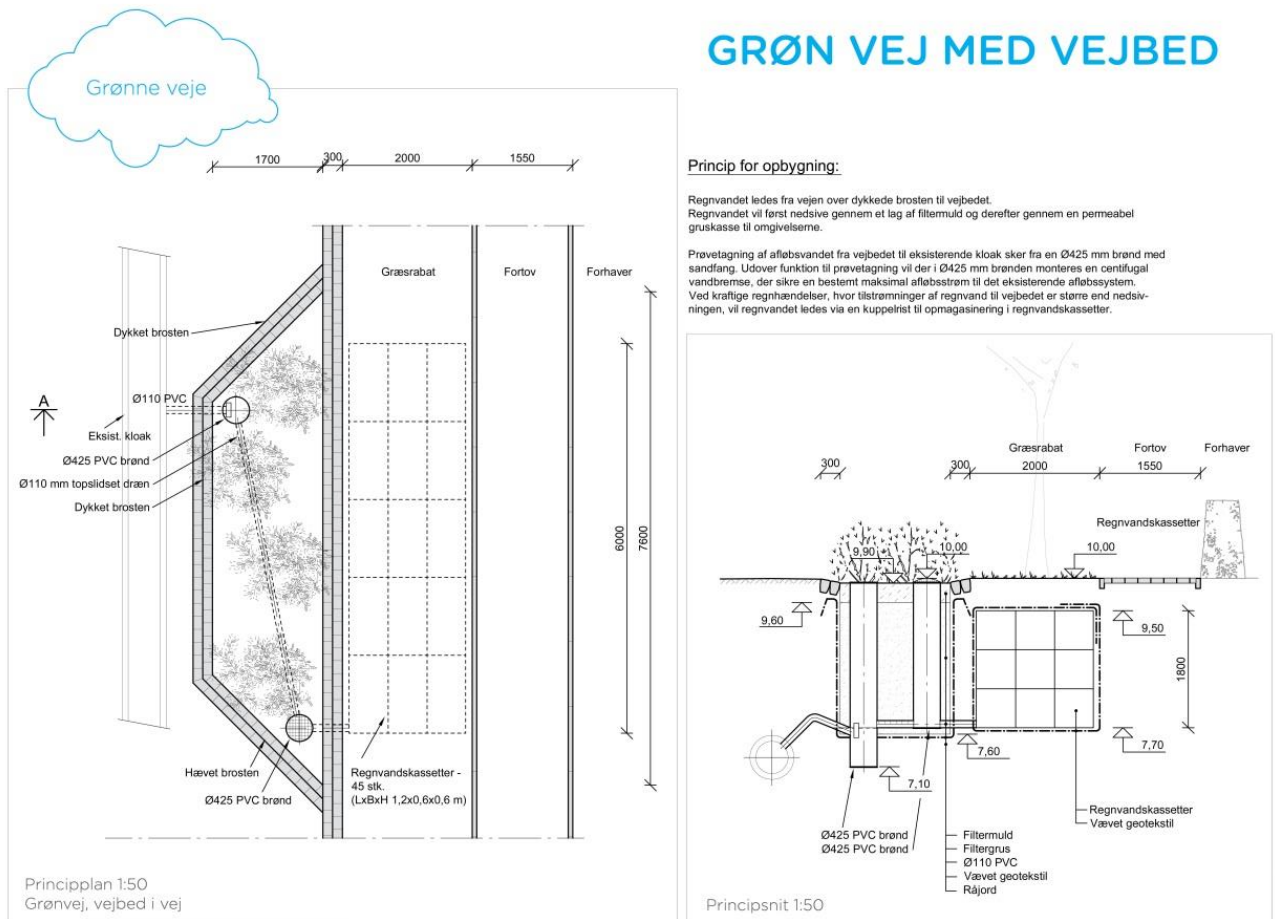 GRØN VEJ MED VEJBED
Grønne veje
1700
300
2000
1550
Græsrabat
Fortov
Forhaver
Dykket brosten
A
Ø110 PVC
Eksist. kloak
Ø425 PVC brønd
Ø110 mm topslidset dræn
Dykket brosten
6000
7600
Hævet brosten
Ø425 PVC brønd
Regnvandskassetter -
45 stk.
(LxBxH 1,2x0,6x0,6 m)
Principplan 1:50
Grønvej, vejbed i vej
Princip for opbygning:
Regnvandet ledes fra vejen over dykkede brosten til vejbedet.
Regnvandet vil først nedsive gennem et lag af filtermuld og derefter gennem en permeabel
gruskasse til omgivelserne.
Prøvetagning af afløbsvandet fra vejbedet til eksisterende kloak sker fra en Ø425 mm brønd med
sandfang. Udover funktion til prøvetagning vil der i Ø425 mm brønden monteres en centifugal
vandbremse, der sikre en bestemt maksimal afløbsstrøm til det eksisterende afløbssystem.
Ved kraftige regnhændelser, hvor tilstrømninger af regnvand til vejbedet er større end nedsiv-
ningen, vil regnvandet ledes via en kuppelrist til opmagasinering i regnvandskassetter.
Græsrabat
Fortov
Forhaver
300
300
2000
1550
Regnvandskassetter
9,90
10,00
10,00
9,60
9,50
1800
7,70
7,60
7,10
Regnvandskassetter
Vævet geotekstil
Ø425 PVC brønd
Ø425 PVC brønd
Filtermuld
Filtergrus
Ø110 PVC
Vævet geotekstil
Råjord
Principsnit 1:50